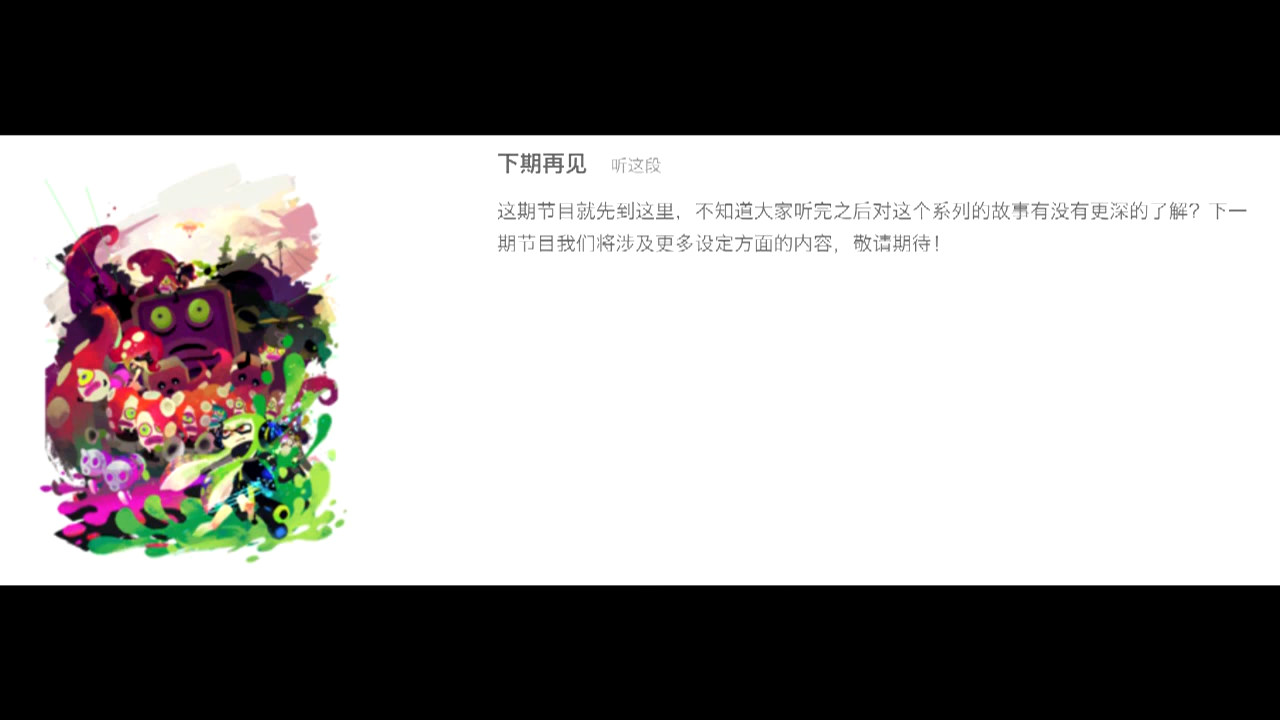 下期再见 听这段
这期节目就先到这里，不知道大家听完之后对这个系列的故事有没有更深的了解？下一
期节目我们将涉及更多设定方面的内容，敬请期待！